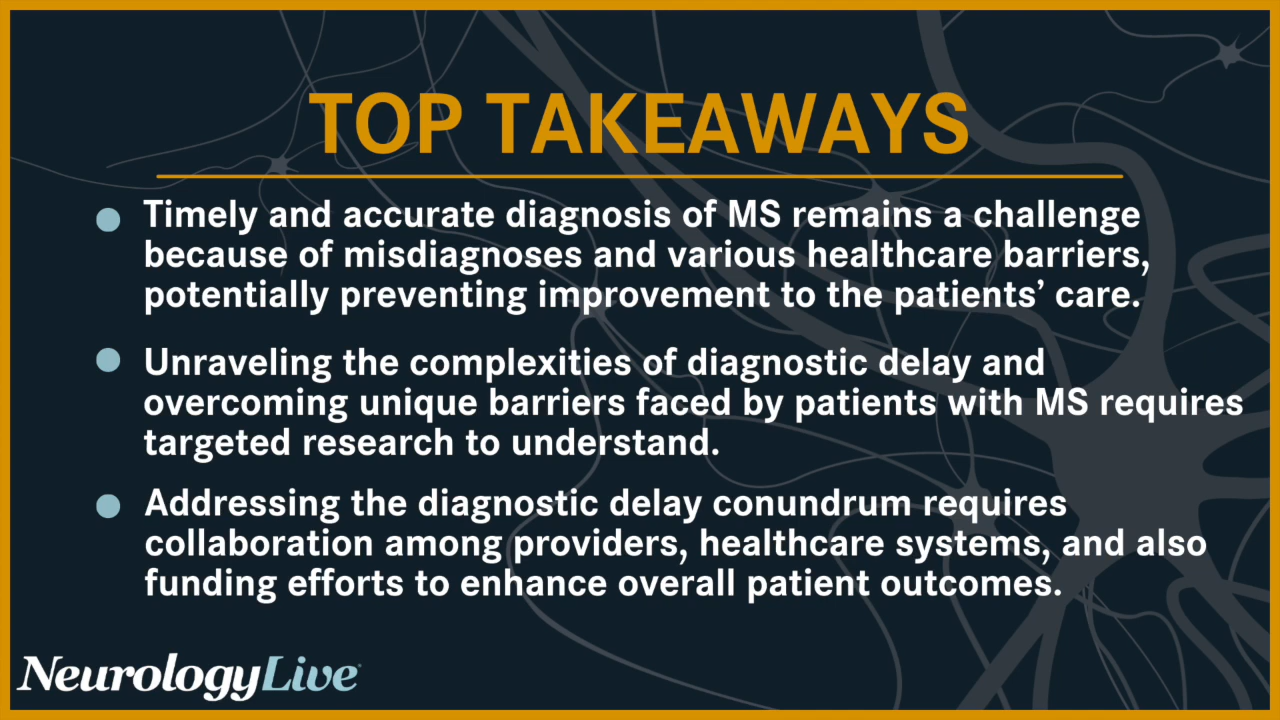 TOP TAKEAWAYS
Timely and accurate diagnosis of MS remains a challenge
because of misdiagnoses and various healthcare barriers,
potentially preventing improvement to the patients’ care.
Unraveling the complexities of diagnostic delay and
overcoming unique barriers faced by patients with MS requires
targeted research to understand.
Addressing the diagnostic delay conundrum requires
collaboration among providers, healthcare systems, and also
funding efforts to enhance overall patient outcomes.
NeurologyLive